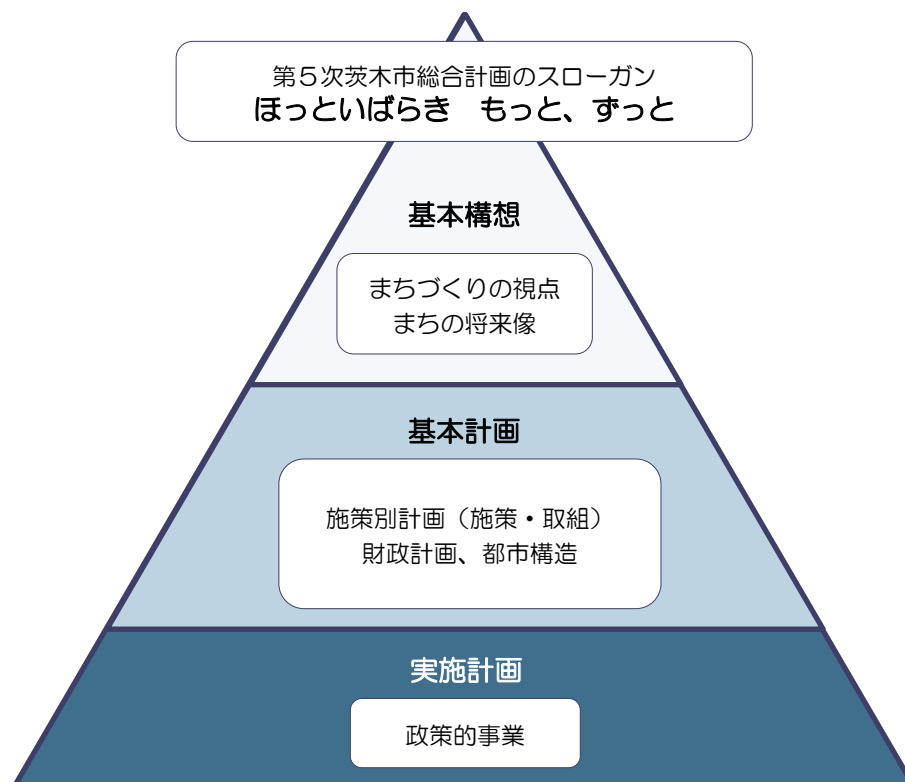 第5次茨木市総合計画のスローガン
ほっといばらき　もっと、ずっと
基本構想
まちづくりの視点
まちの将来像
基本計画
施策別計画（施策・取組）
財政計画、都市構造
実施計画
政策的事業